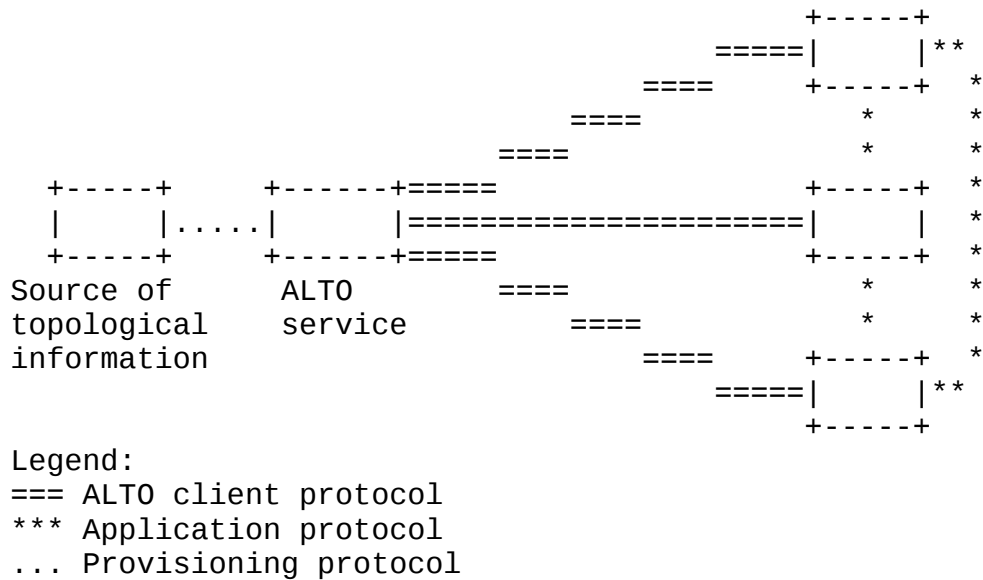 Source of ALTO
topological service
information
Legend:
=== ALTO client protocol
*** Application protocol
... Provisioning protocol